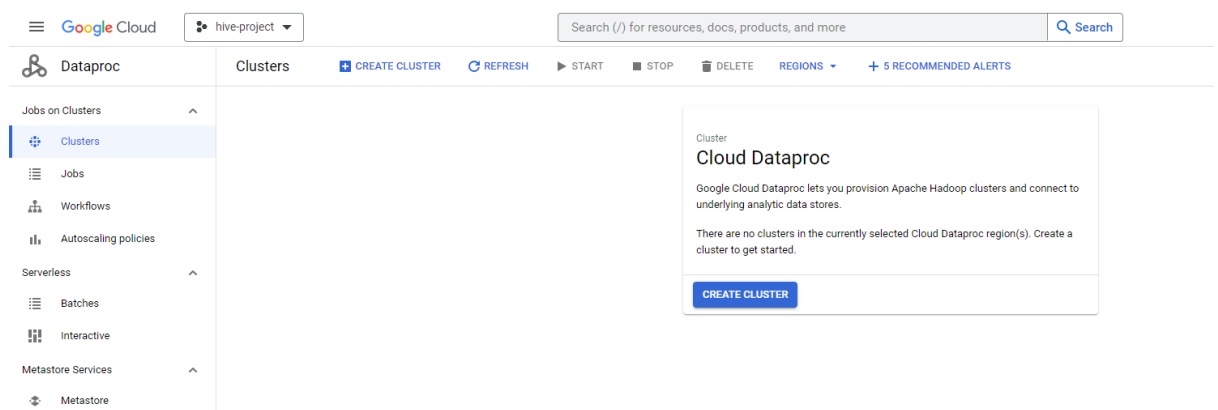 Google Cloud
hive-project
Search (/) for resources, docs, products, and more
Search
Dataproc
Clusters
CREATE CLUSTER
REFRESH
START
STOP
DELETE
REGIONS
5 RECOMMENDED ALERTS
Jobs on Clusters
Clusters
Jobs
Workflows
Autoscaling policies
Serverless
Batches
Interactive
Metastore Services
Metastore
Cluster
Cloud Dataproc
Google Cloud Dataproc lets you provision Apache Hadoop clusters and connect to
underlying analytic data stores.
There are no clusters in the currently selected Cloud Dataproc region(s). Create a
cluster to get started.
CREATE CLUSTER